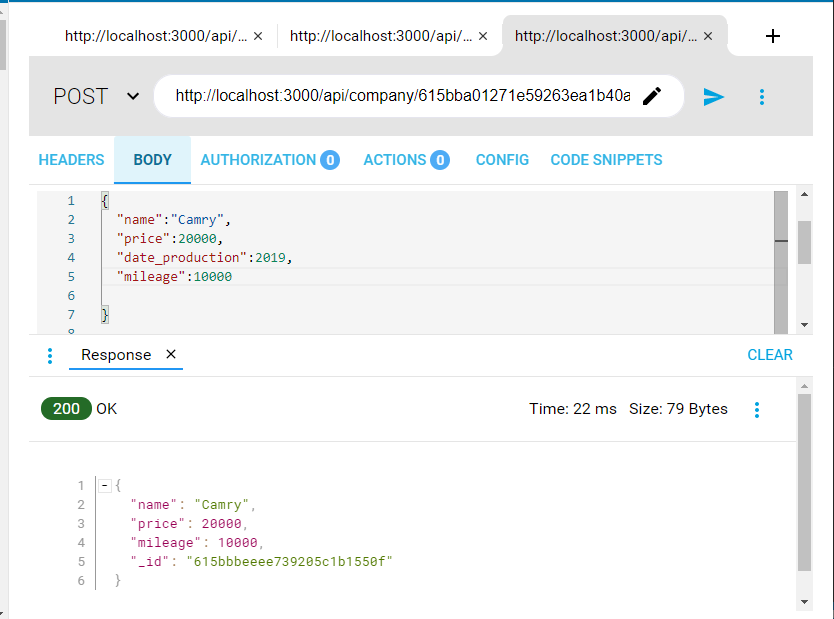 http://localhost:3000/api/... × http://localhost:3000/api/... × http://localhost:3000/api/... × +
POST http://localhost:3000/api/company/615bba01271e59263ea1b40a
HEADERS BODY AUTHORIZATION 0 ACTIONS 0 CONFIG CODE SNIPPETS
1 {
2 "name":"Camry",
3 "price":20000,
4 "date_production":2019,
5 "mileage":10000
6
7 }
8
Response × CLEAR
200 OK Time: 22 ms Size: 79 Bytes
1 - {
2 "name": "Camry",
3 "price": 20000,
4 "mileage": 10000,
5 "_id": "615bbbeeee739205c1b1550f"
6 }